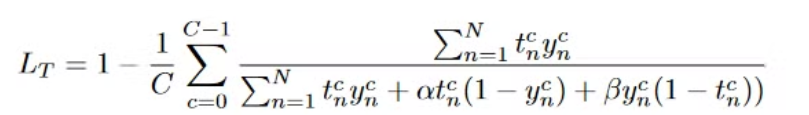 L_T = 1 - \frac{1}{C} \sum_{c=0}^{C-1} \frac{\sum_{n=1}^{N} t_n^c y_n^c}{\sum_{n=1}^{N} t_n^c y_n^c + \alpha t_n^c (1 - y_n^c) + \beta y_n^c (1 - t_n^c))}